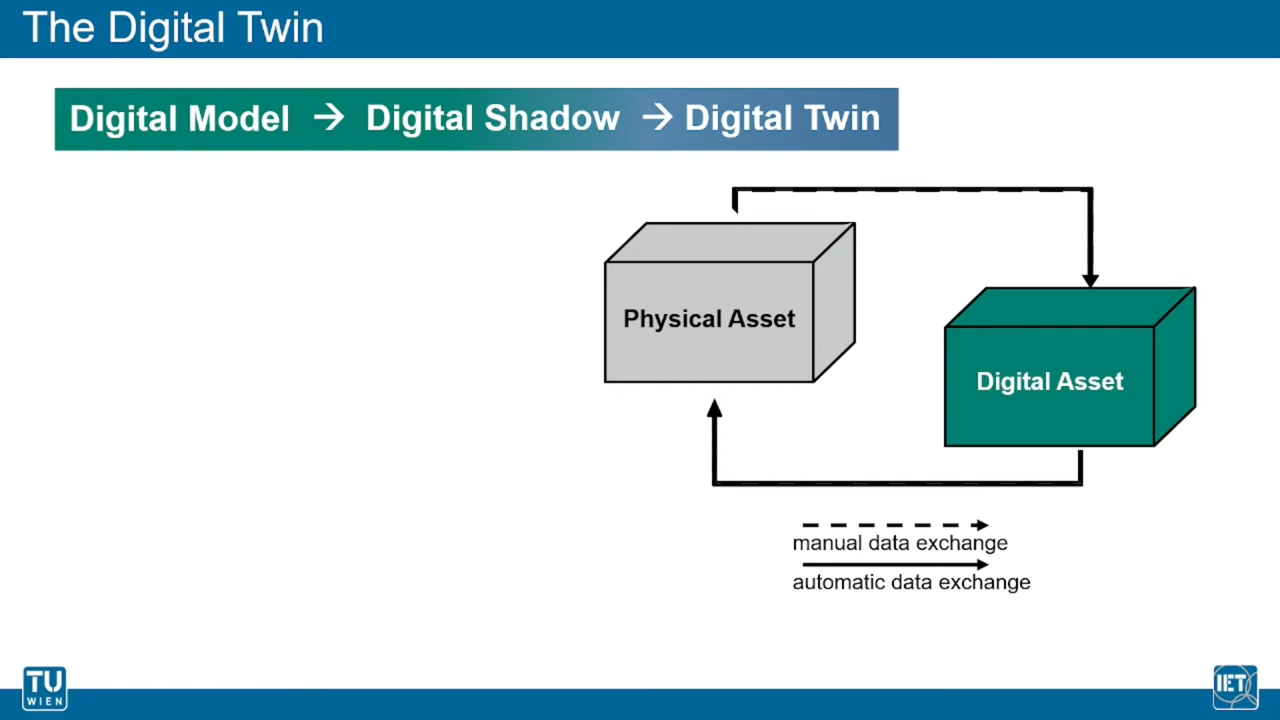 The Digital Twin
Digital Model → Digital Shadow → Digital Twin
Physical Asset
Digital Asset
manual data exchange
automatic data exchange
TU
WIEN
IET